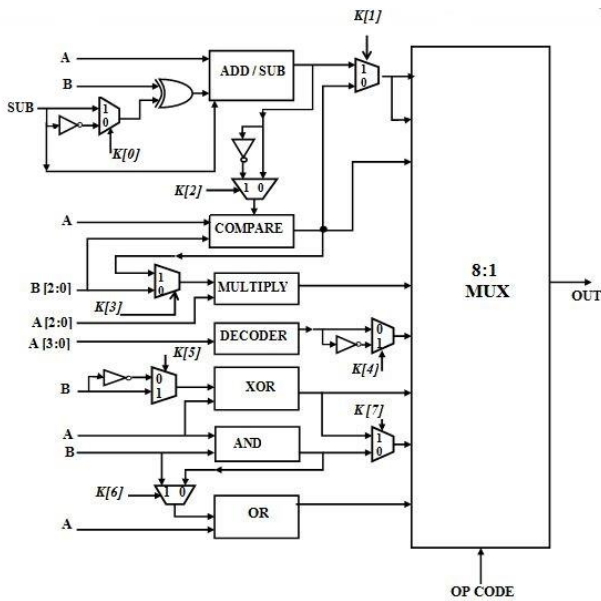 K[1]
A
ADD / SUB
1
0
B
SUB
1
0
K[0]
K[2]
1 0
A
COMPARE
8:1
MUX
OUT
B [2:0]
1
0
MULTIPLY
K[3]
A [2:0]
A [3:0]
DECODER
0
1
K[4]
K[5]
B
0
1
XOR
K[7]
A
B
AND
1
0
K[6]
1 0
OR
A
OP CODE